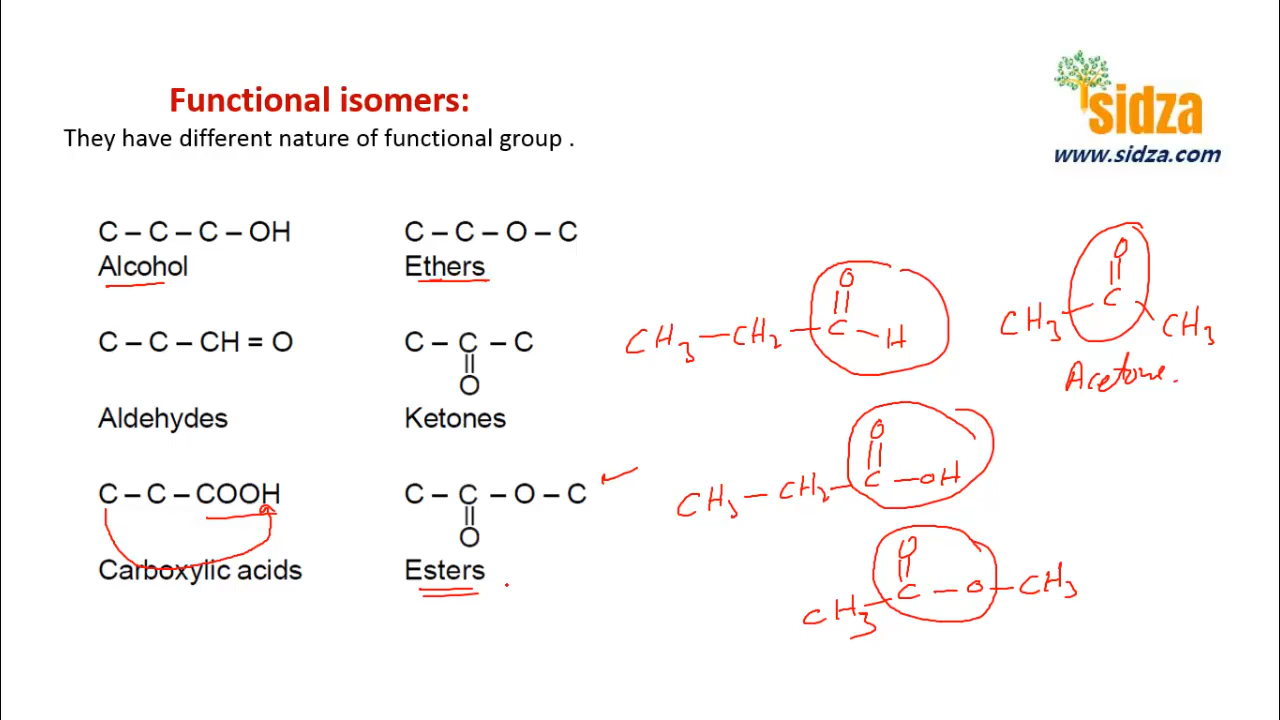 Functional isomers:
They have different nature of functional group .
sidza
www.sidza.com
C – C – C – OH
Alcohol
C – C – O – C
Ethers
C – C – CH = O
Aldehydes
C – C – C
||
O
Ketones
C – C – COOH
Carboxylic acids
C – C – O – C
||
O
Esters
O
||
CH3 — CH2 — C — H
O
||
CH3 — C — CH3
Acetone.
O
||
CH3 — CH2 — C — OH
O
||
CH3 — C — O — CH3